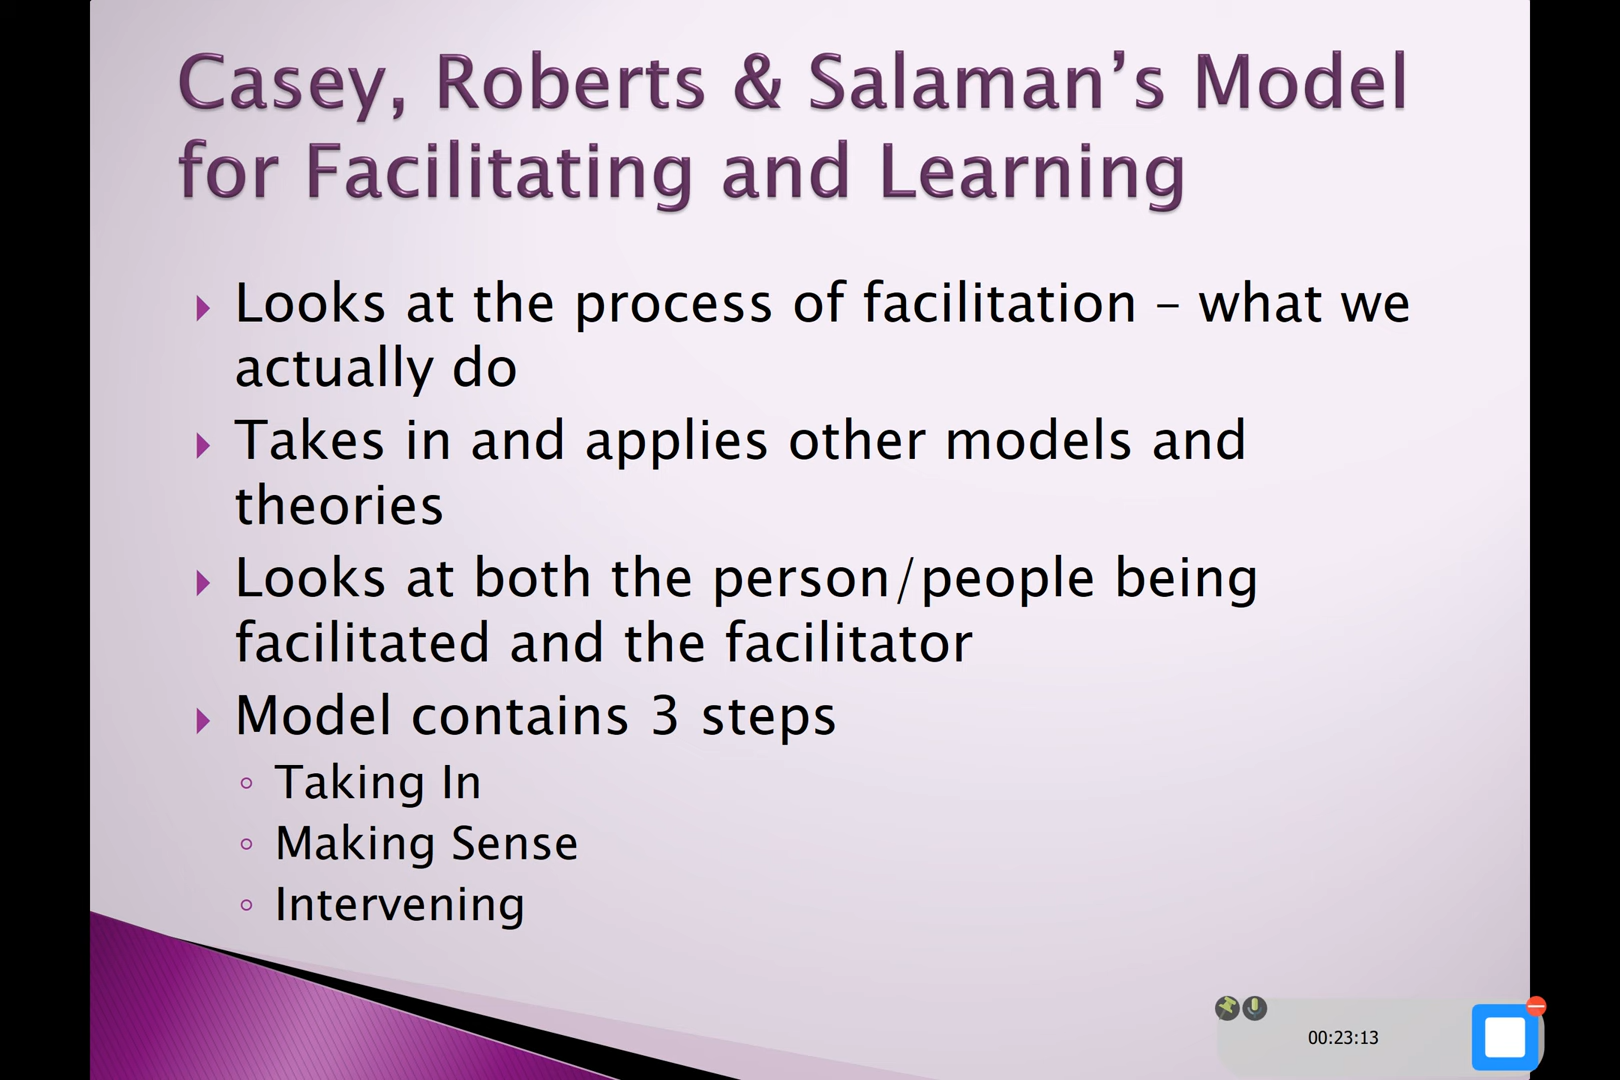 Casey, Roberts & Salaman’s Model
for Facilitating and Learning
Looks at the process of facilitation – what we
actually do
Takes in and applies other models and
theories
Looks at both the person/people being
facilitated and the facilitator
Model contains 3 steps
Taking In
Making Sense
Intervening
00:23:13